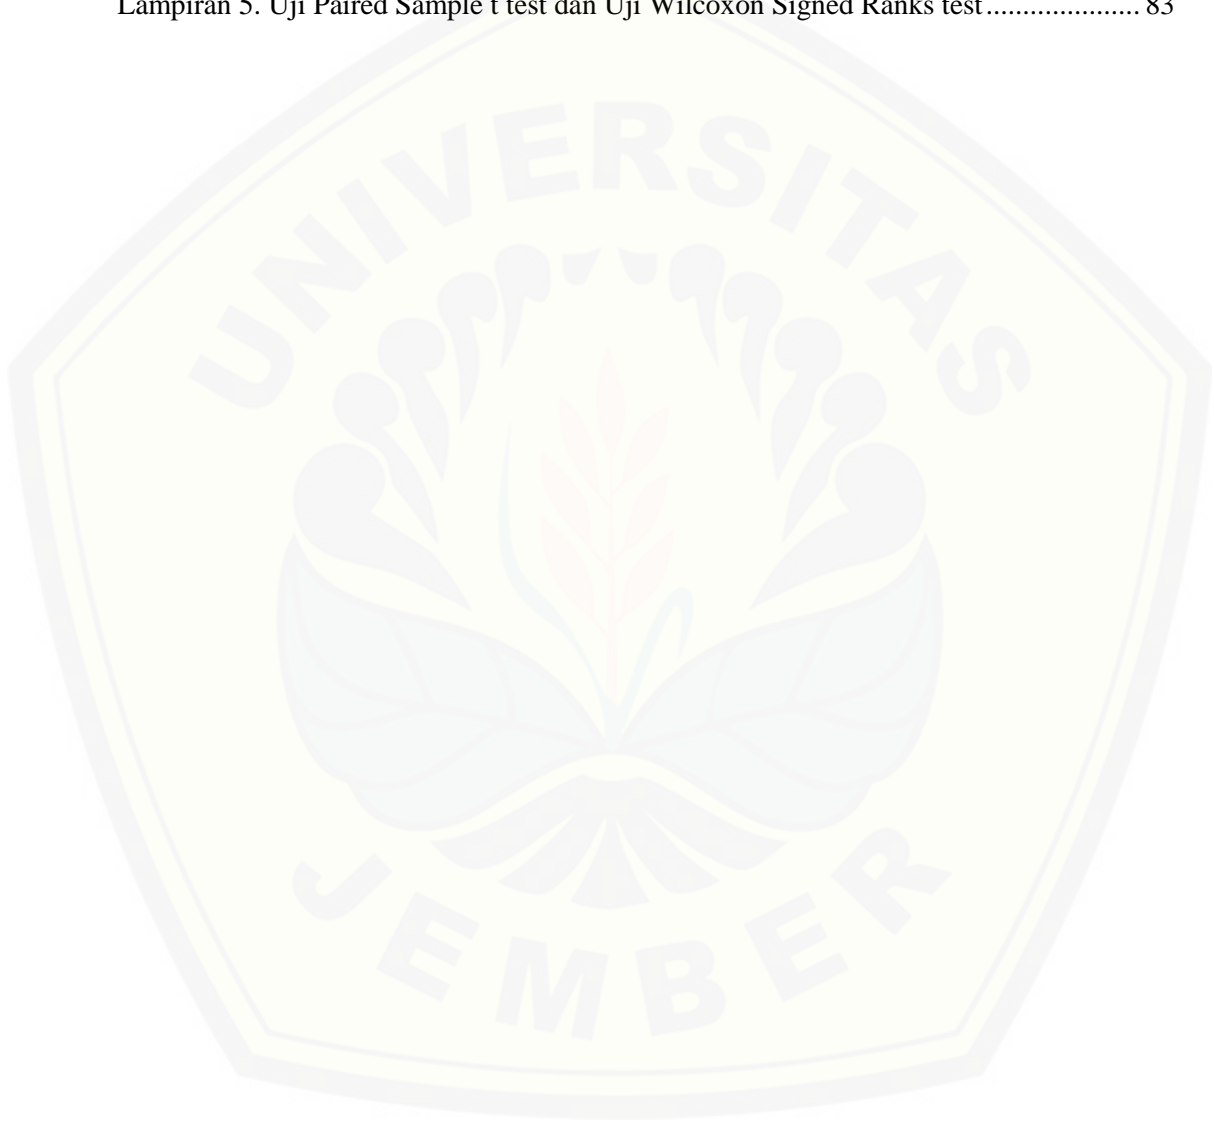 Lampiran 5. Uji Paired Sample t test dan Uji Wilcoxon Signed Ranks test..................... 83
UNIVERSITAS
JEMBER